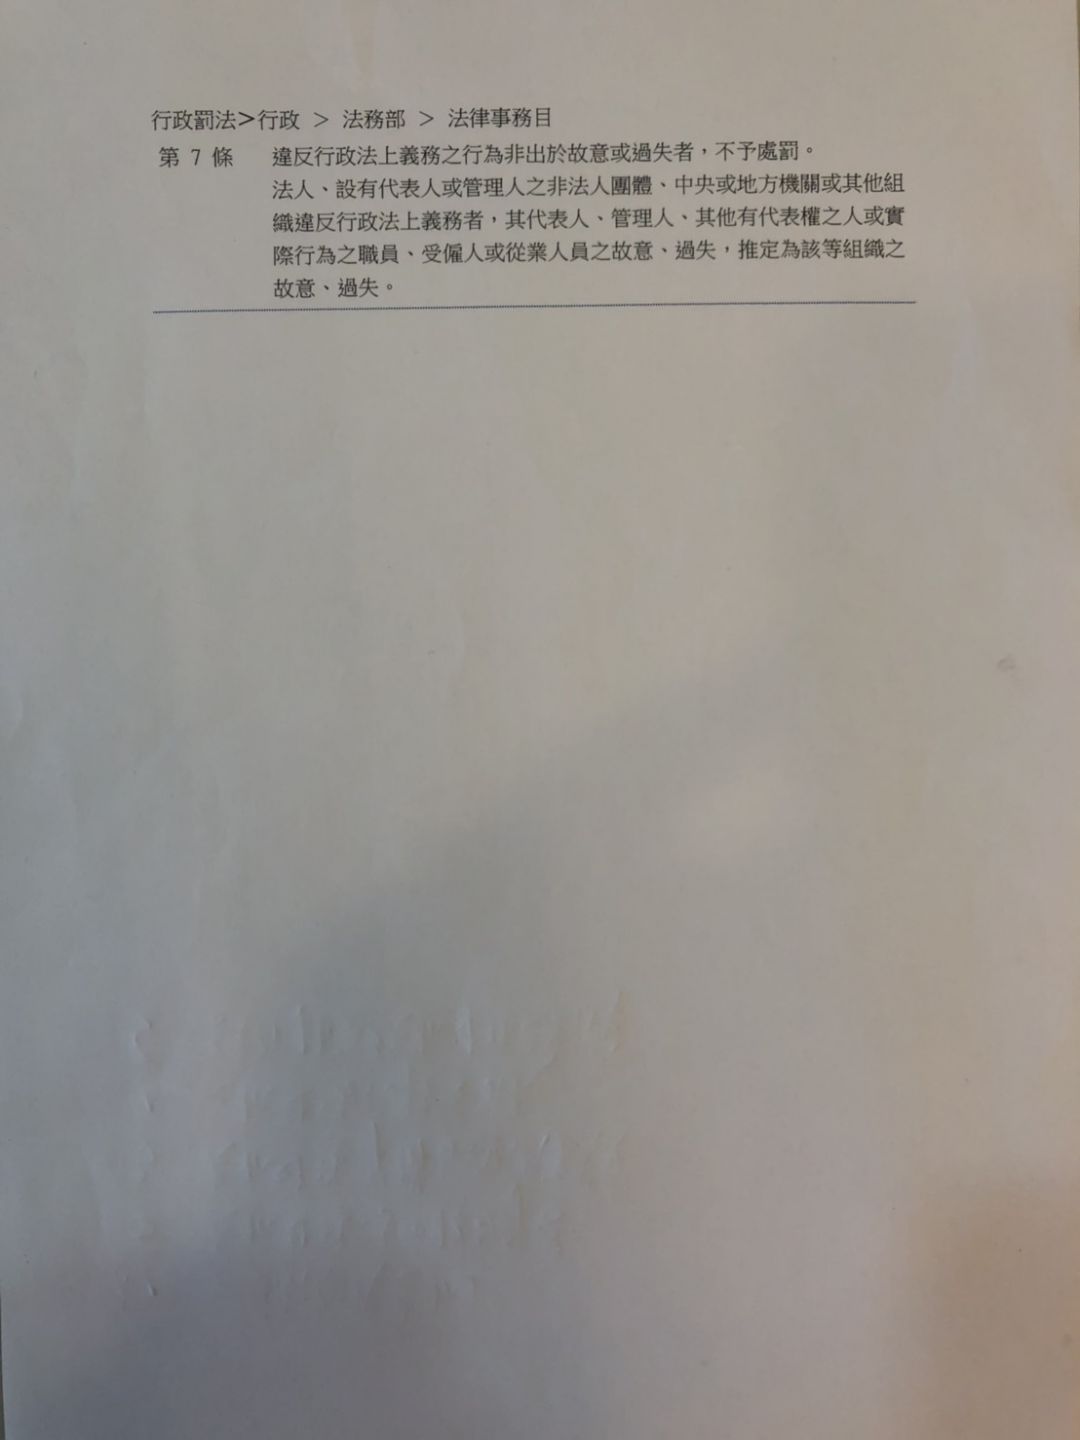 行政罰法>行政 > 法務部 > 法律事務目
第 7 條 違反行政法上義務之行為非出於故意或過失者，不予處罰。
法人、設有代表人或管理人之非法人團體、中央或地方機關或其他組
織違反行政法上義務者，其代表人、管理人、其他有代表權之人或實
際行為之職員、受僱人或從業人員之故意、過失，推定為該等組織之
故意、過失。